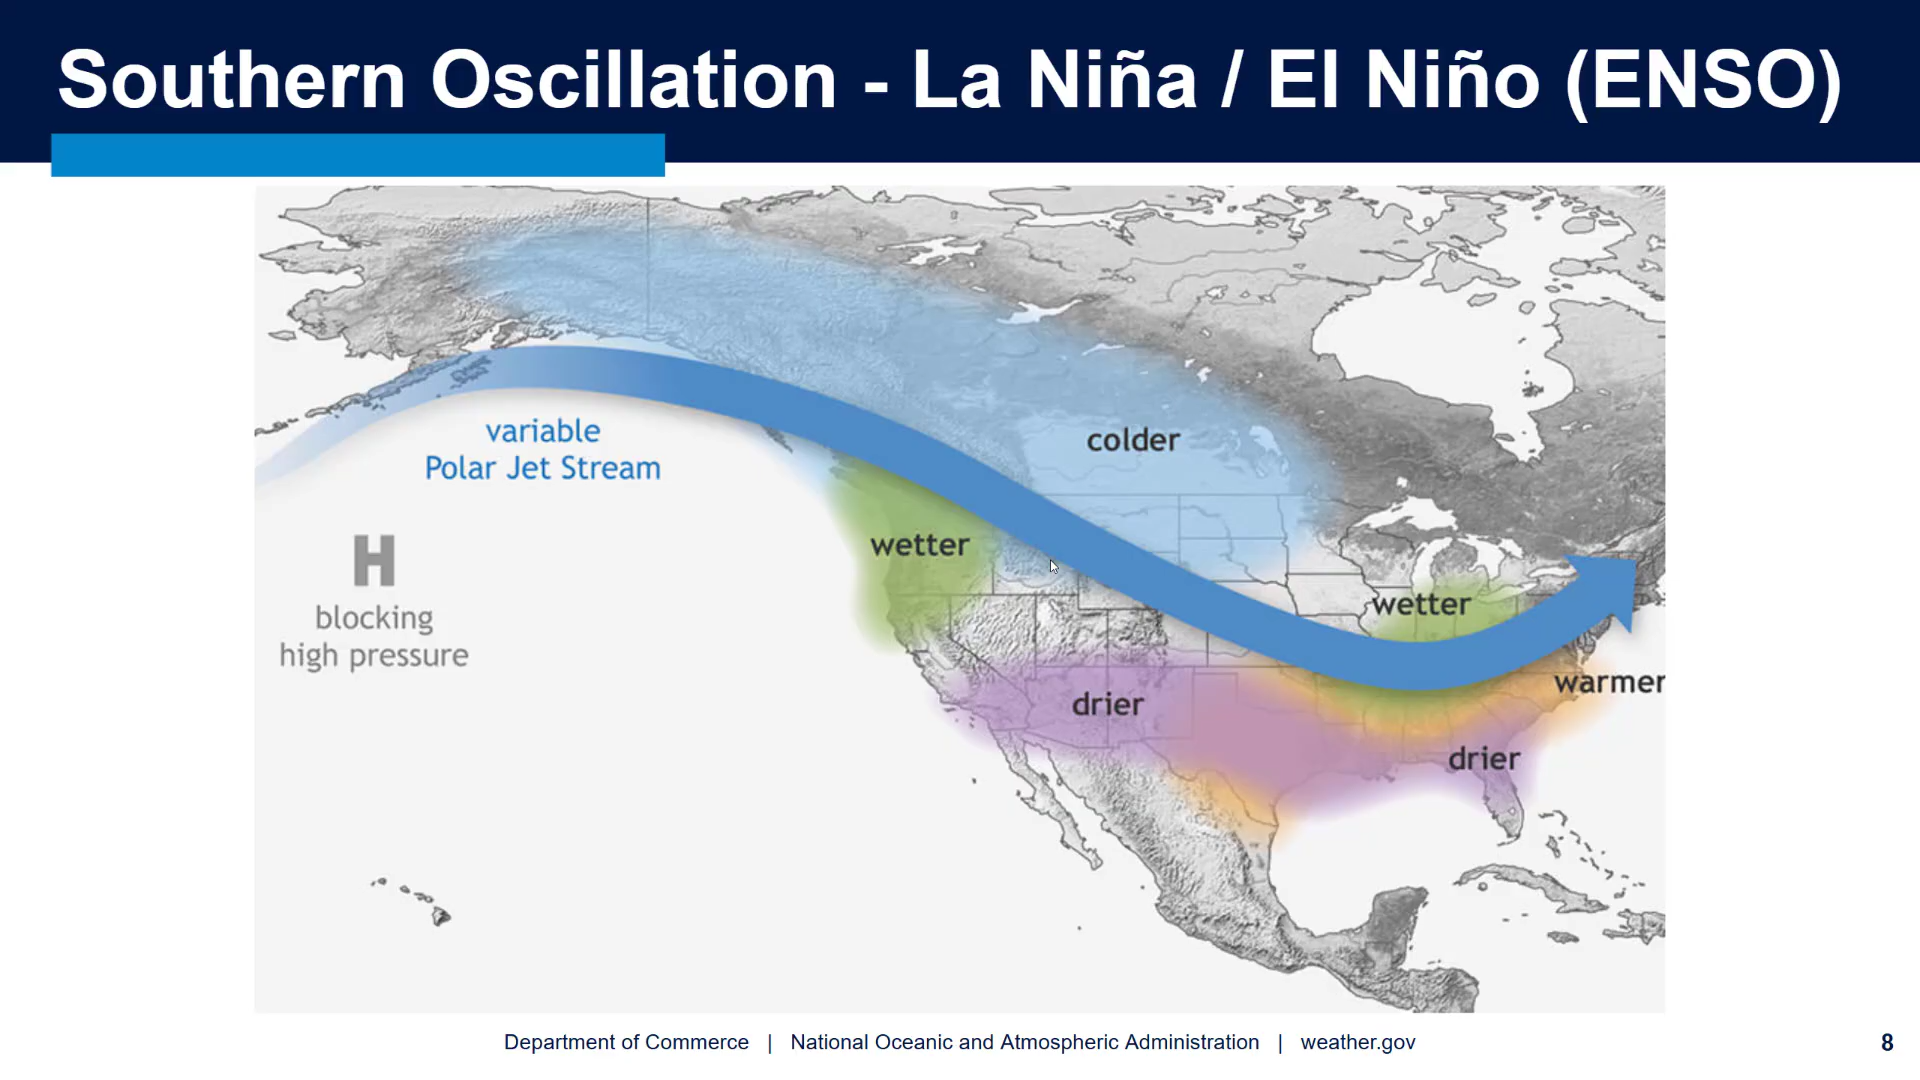 Southern Oscillation - La Niña / El Niño (ENSO)
variable
Polar Jet Stream
colder
H
blocking
high pressure
wetter
wetter
warmer
drier
drier
Department of Commerce | National Oceanic and Atmospheric Administration | weather.gov
8